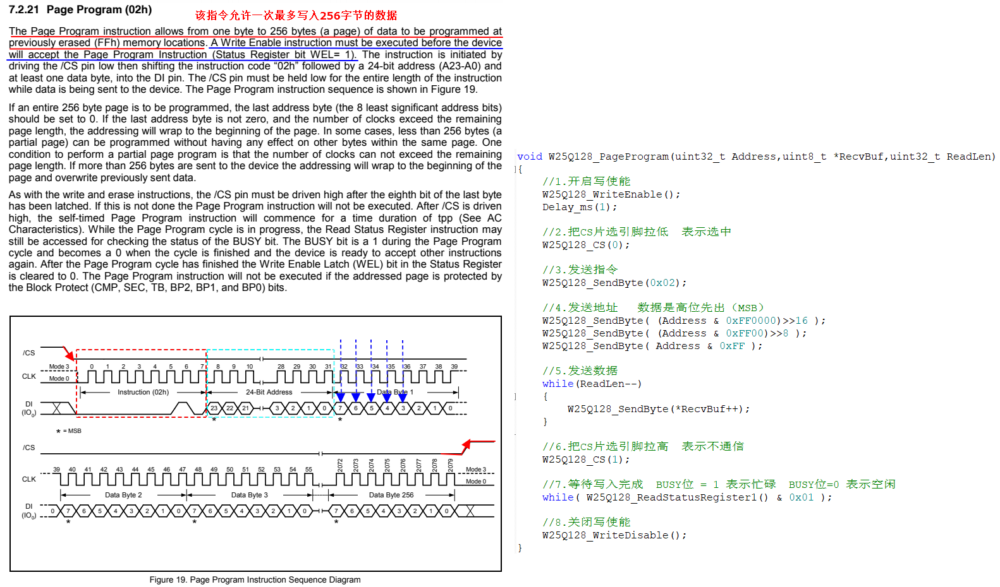 7.2.21 Page Program (02h)
该指令允许一次最多写入256字节的数据
The Page Program instruction allows from one byte to 256 bytes (a page) of data to be programmed at
previously erased (FFh) memory locations. A Write Enable instruction must be executed before the device
will accept the Page Program Instruction (Status Register bit WEL= 1). The instruction is initiated by
driving the /CS pin low then shifting the instruction code “02h” followed by a 24-bit address (A23-A0) and
at least one data byte, into the DI pin. The /CS pin must be held low for the entire length of the instruction
while data is being sent to the device. The Page Program instruction sequence is shown in Figure 19.
If an entire 256 byte page is to be programmed, the last address byte (the 8 least significant address bits)
should be set to 0. If the last address byte is not zero, and the number of clocks exceed the remaining
page length, the addressing will wrap to the beginning of the page. In some cases, less than 256 bytes (a
partial page) can be programmed without having any effect on other bytes within the same page. One
condition to perform a partial page program is that the number of clocks can not exceed the remaining
page length. If more than 256 bytes are sent to the device the addressing will wrap to the beginning of the
page and overwrite previously sent data.
As with the write and erase instructions, the /CS pin must be driven high after the eighth bit of the last byte
has been latched. If this is not done the Page Program instruction will not be executed. After /CS is driven
high, the self-timed Page Program instruction will commence for a time duration of tpp (See AC
Characteristics). While the Page Program cycle is in progress, the Read Status Register instruction may
still be accessed for checking the status of the BUSY bit. The BUSY bit is a 1 during the Page Program
cycle and becomes a 0 when the cycle is finished and the device is ready to accept other instructions
again. After the Page Program cycle has finished the Write Enable Latch (WEL) bit in the Status Register
is cleared to 0. The Page Program instruction will not be executed if the addressed page is protected by
the Block Protect (CMP, SEC, TB, BP2, BP1, and BP0) bits.
/CS
Mode 3 0 1 2 3 4 5 6 7 8 9 10 28 29 30 31 32 33 34 35 36 37 38 39
CLK Mode 0
Instruction (02h) 24-Bit Address Data Byte 1
DI
(IO0) 23 22 21 3 2 1 0 7 6 5 4 3 2 1 0
* *
* = MSB
/CS
39 40 41 42 43 44 45 46 47 48 49 50 51 52 53 54 55 2072 2073 2074 2075 2076 2077 2078 2079 Mode 3
CLK Mode 0
Data Byte 2 Data Byte 3 Data Byte 256
DI
(IO0) 0 7 6 5 4 3 2 1 0 7 6 5 4 3 2 1 0 7 6 5 4 3 2 1 0
* * *
Figure 19. Page Program Instruction Sequence Diagram
void W25Q128_PageProgram(uint32_t Address,uint8_t *RecvBuf,uint32_t ReadLen)
{
//1.开启写使能
W25Q128_WriteEnable();
Delay_ms(1);
//2.把CS片选引脚拉低 表示选中
W25Q128_CS(0);
//3.发送指令
W25Q128_SendByte(0x02);
//4.发送地址 数据是高位先出（MSB）
W25Q128_SendByte( (Address & 0xFF0000)>>16 );
W25Q128_SendByte( (Address & 0xFF00)>>8 );
W25Q128_SendByte( Address & 0xFF );
//5.发送数据
while(ReadLen--)
{
W25Q128_SendByte(*RecvBuf++);
}
//6.把CS片选引脚拉高 表示不通信
W25Q128_CS(1);
//7.等待写入完成 BUSY位 = 1 表示忙碌 BUSY位=0 表示空闲
while( W25Q128_ReadStatusRegister1() & 0x01 );
//8.关闭写使能
W25Q128_WriteDisable();
}